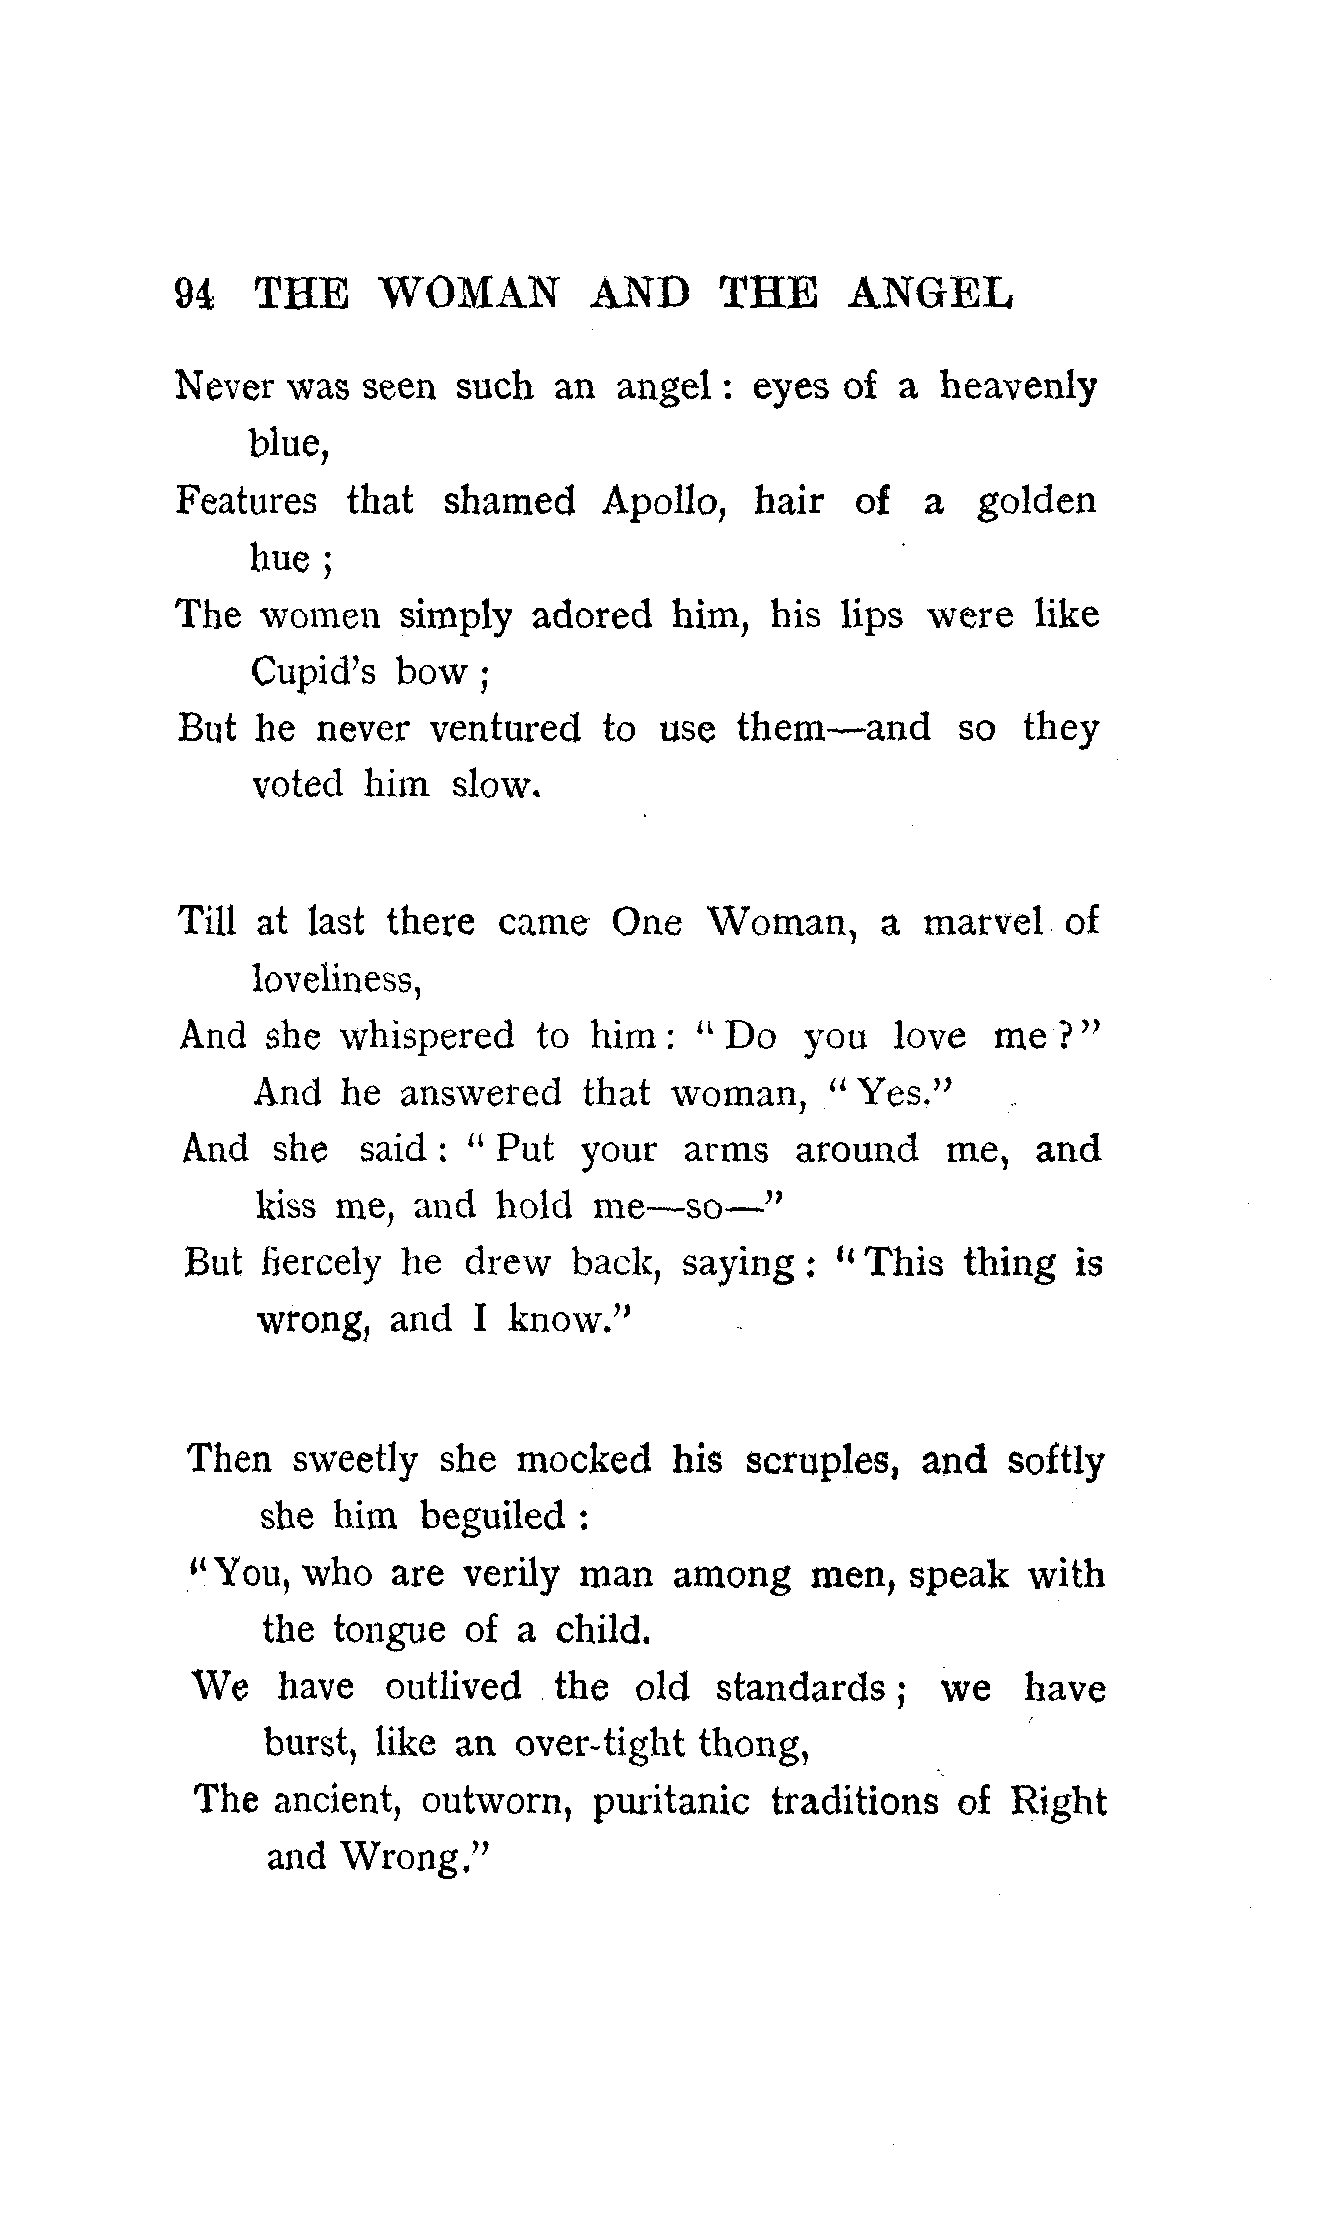 94 THE WOMAN AND THE ANGEL
Never was seen such an angel : eyes of a heavenly
blue,
Features that shamed Apollo, hair of a golden
hue ;
The women simply adored him, his lips were like
Cupid's bow ;
But he never ventured to use them—and so they
voted him slow.
Till at last there came One Woman, a marvel of
loveliness,
And she whispered to him : "Do you love me ?"
And he answered that woman, "Yes."
And she said : "Put your arms around me, and
kiss me, and hold me—so—"
But fiercely he drew back, saying : "This thing is
wrong, and I know."
Then sweetly she mocked his scruples, and softly
she him beguiled :
"You, who are verily man among men, speak with
the tongue of a child.
We have outlived the old standards ; we have
burst, like an over-tight thong,
The ancient, outworn, puritanic traditions of Right
and Wrong."